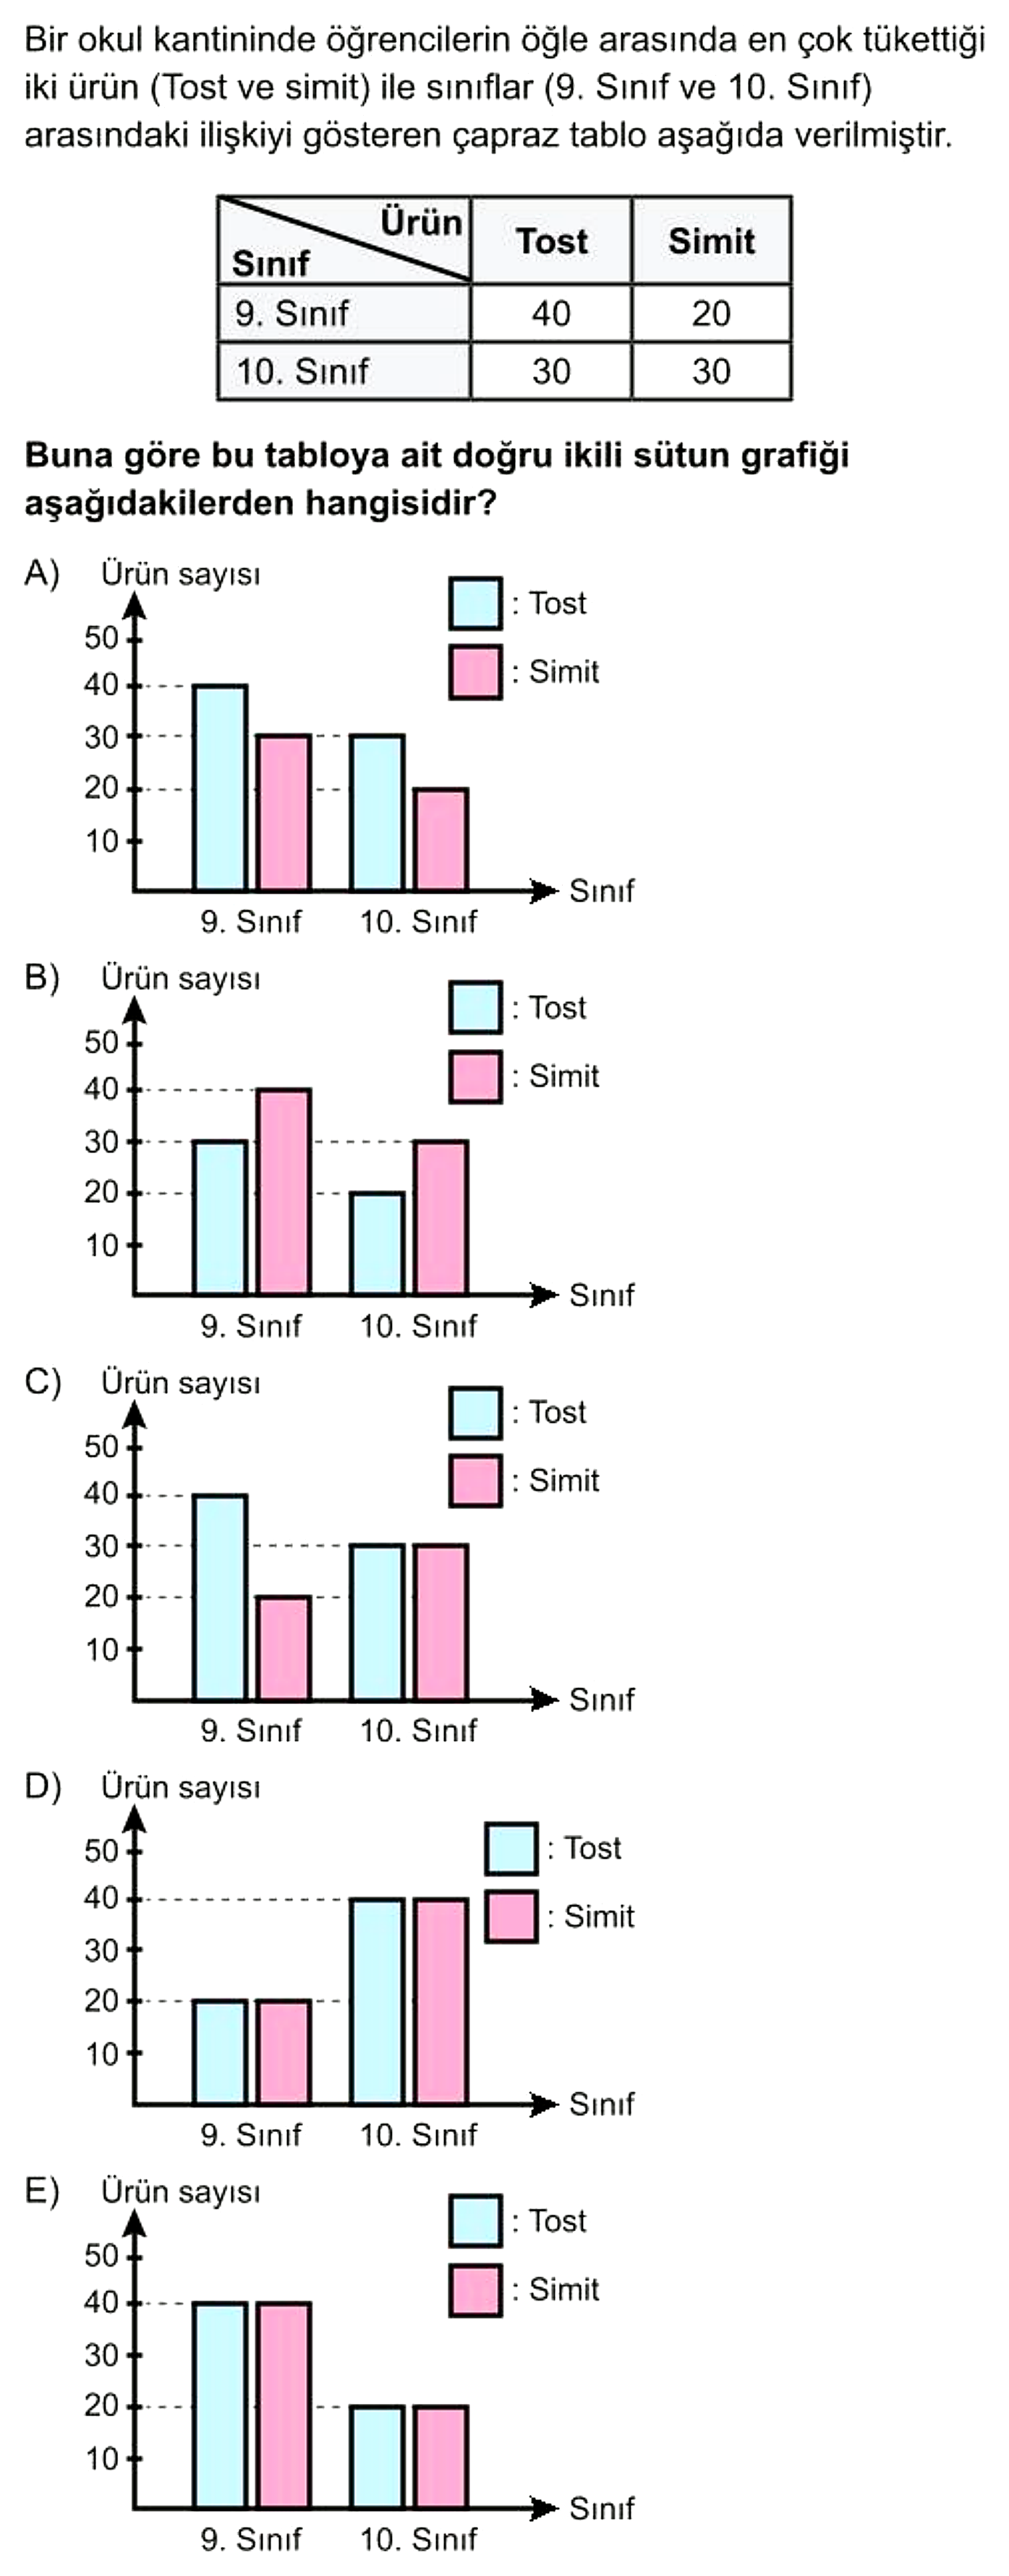 Bir okul kantininde öğrencilerin öğle arasında en çok tükettiği
iki ürün (Tost ve simit) ile sınıflar (9. Sınıf ve 10. Sınıf)
arasındaki ilişkiyi gösteren çapraz tablo aşağıda verilmiştir.
Ürün
Sınıf
Tost
Simit
9. Sınıf 40 20
10. Sınıf 30 30
Buna göre bu tabloya ait doğru ikili sütun grafiği
aşağıdakilerden hangisidir?
A) Ürün sayısı
: Tost
: Simit
50
40
30
20
10
Sınıf
9. Sınıf 10. Sınıf
B) Ürün sayısı
: Tost
: Simit
50
40
30
20
10
Sınıf
9. Sınıf 10. Sınıf
C) Ürün sayısı
: Tost
: Simit
50
40
30
20
10
Sınıf
9. Sınıf 10. Sınıf
D) Ürün sayısı
: Tost
: Simit
50
40
30
20
10
Sınıf
9. Sınıf 10. Sınıf
E) Ürün sayısı
: Tost
: Simit
50
40
30
20
10
Sınıf
9. Sınıf 10. Sınıf